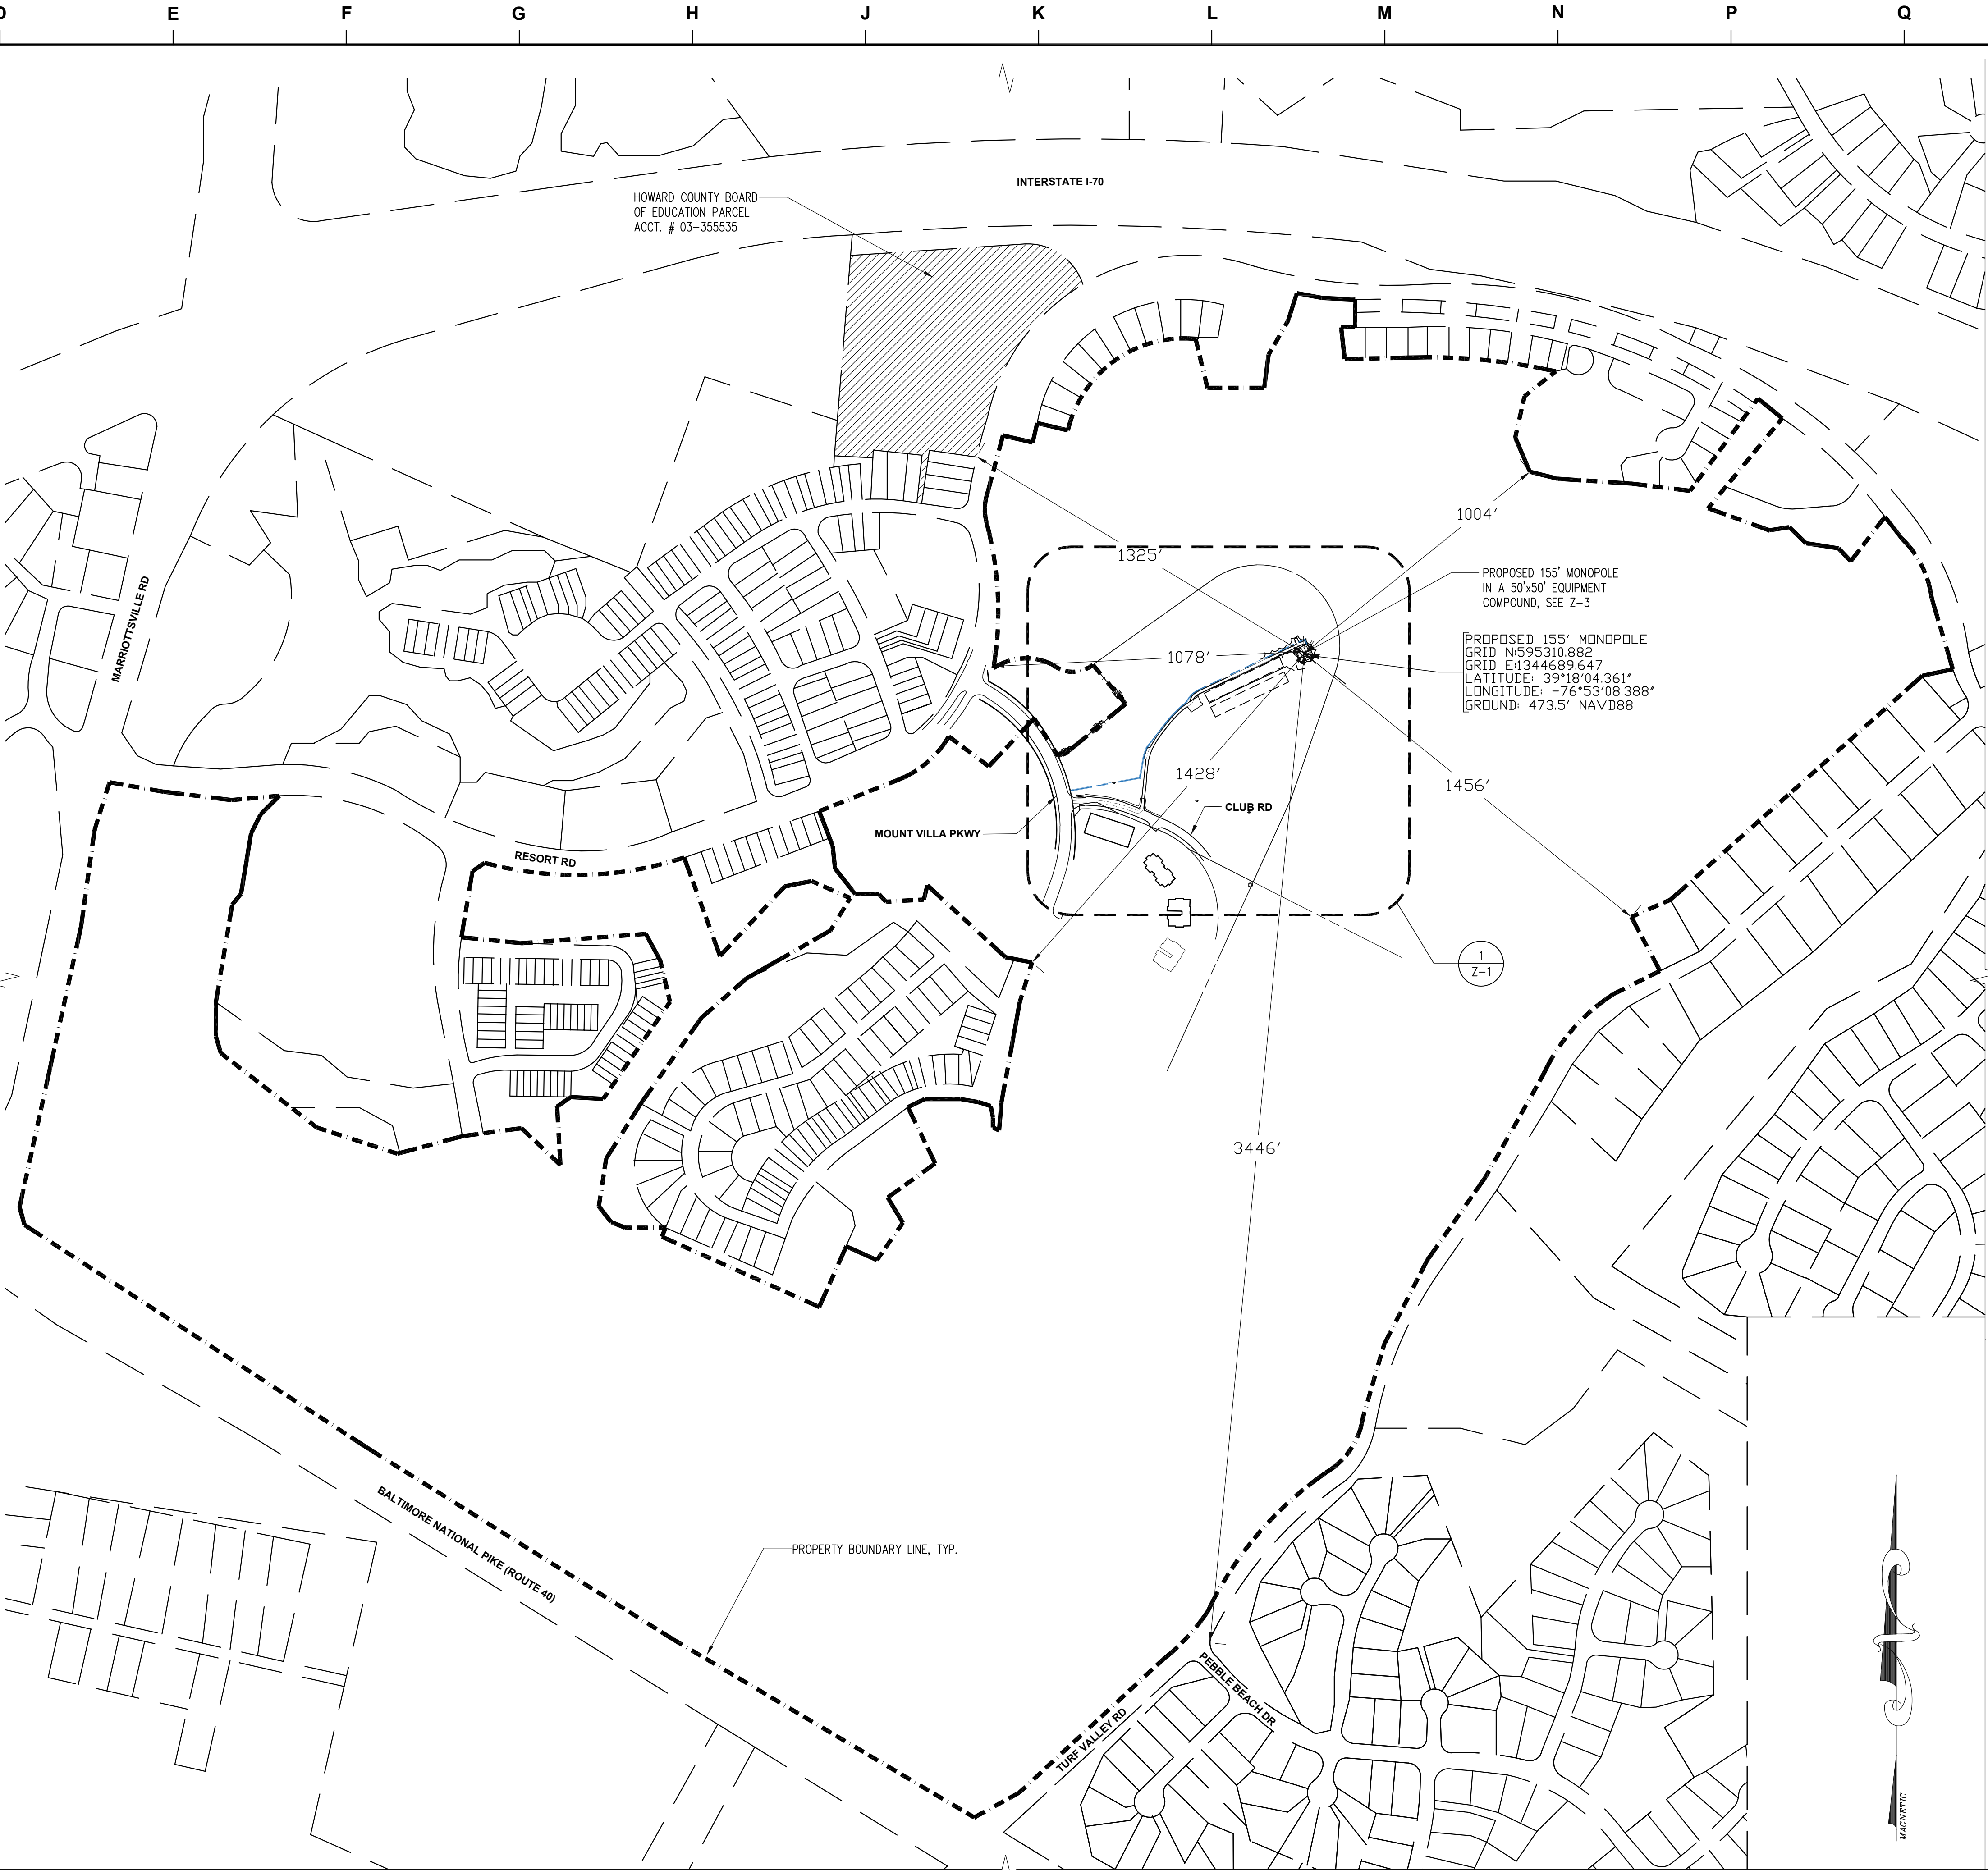 D E F G H J K L M N P Q
INTERSTATE I-70
HOWARD COUNTY BOARD
OF EDUCATION PARCEL
ACCT. # 03-355535
1004'
1325'
PROPOSED 155' MONOPOLE
IN A 50'x50' EQUIPMENT
COMPOUND, SEE Z-3
MARRIOTTSVILLE RD
1078'
PROPOSED 155' MONOPOLE
GRID N:595310.882
GRID E:1344689.647
LATITUDE: 39°18'04.361"
LONGITUDE: -76°53'08.388"
GROUND: 473.5' NAVD88
1428'
1456'
CLUB RD
MOUNT VILLA PKWY
RESORT RD
1
Z-1
3446'
BALTIMORE NATIONAL PIKE (ROUTE 40)
PROPERTY BOUNDARY LINE, TYP.
PEBBLE BEACH DR
TURF VALLEY RD
MAGNETIC